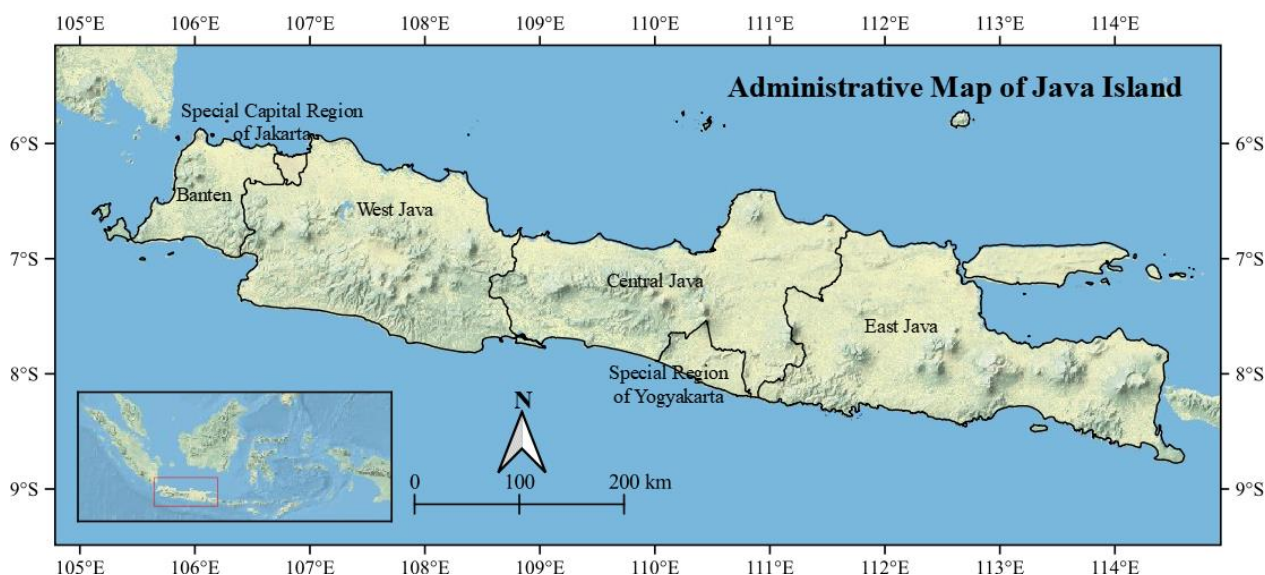 105°E 106°E 107°E 108°E 109°E 110°E 111°E 112°E 113°E 114°E
Administrative Map of Java Island
Special Capital Region
of Jakarta
6°S 6°S
Banten
West Java
7°S 7°S
Central Java
East Java
8°S 8°S
Special Region
of Yogyakarta
N
0 100 200 km
9°S 9°S
105°E 106°E 107°E 108°E 109°E 110°E 111°E 112°E 113°E 114°E